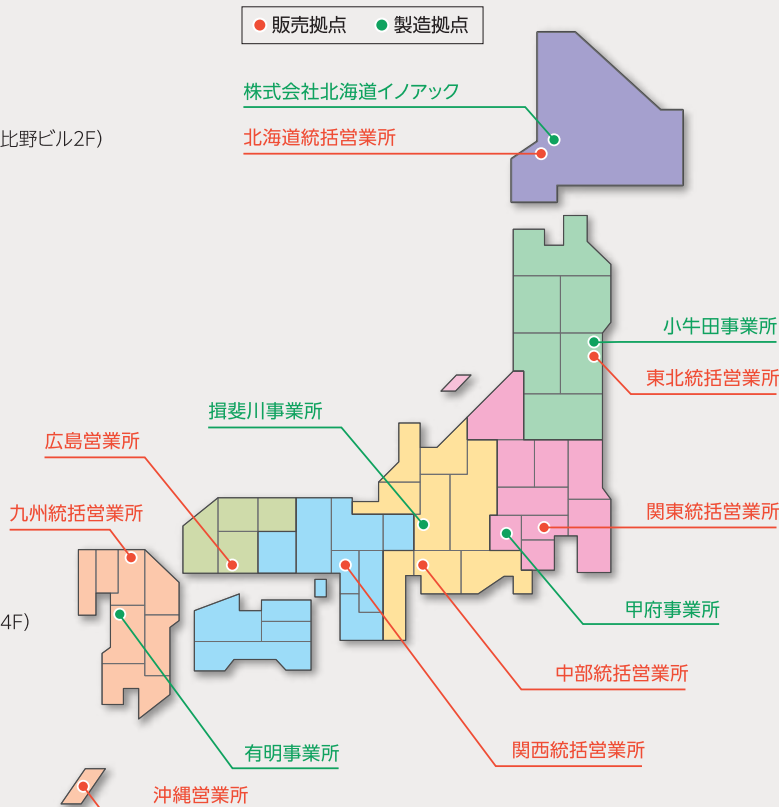 販売拠点 製造拠点
株式会社北海道イノアック
比野ビル2F)
北海道統括営業所
小牛田事業所
東北統括営業所
揖斐川事業所
広島営業所
九州統括営業所
関東統括営業所
甲府事業所
4F)
中部統括営業所
関西統括営業所
有明事業所
沖縄営業所